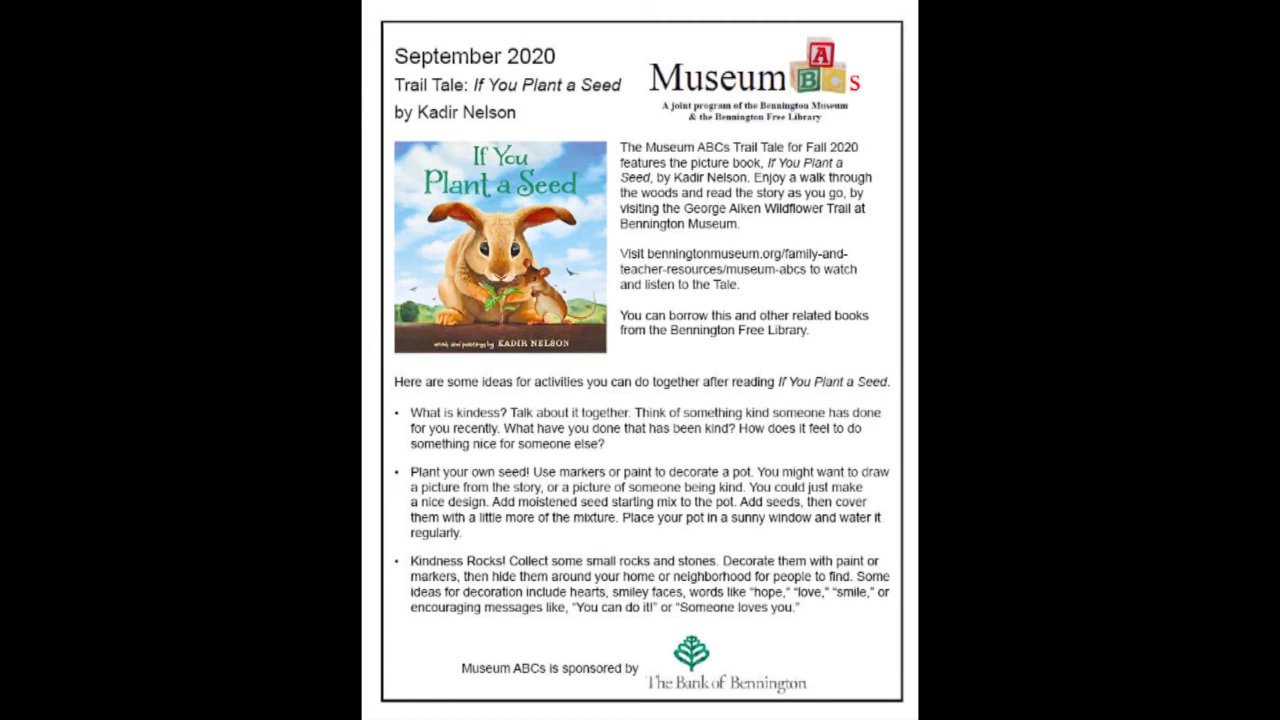 September 2020
Trail Tale: If You Plant a Seed
by Kadir Nelson
Museum ABCs
A joint program of the Bennington Museum
& the Bennington Free Library
If You
Plant a Seed
words and paintings by KADIR NELSON
The Museum ABCs Trail Tale for Fall 2020
features the picture book, If You Plant a
Seed, by Kadir Nelson. Enjoy a walk through
the woods and read the story as you go, by
visiting the George Aiken Wildflower Trail at
Bennington Museum.
Visit benningtonmuseum.org/family-and-
teacher-resources/museum-abcs to watch
and listen to the Tale.
You can borrow this and other related books
from the Bennington Free Library.
Here are some ideas for activities you can do together after reading If You Plant a Seed.
• What is kindess? Talk about it together. Think of something kind someone has done
for you recently. What have you done that has been kind? How does it feel to do
something nice for someone else?
• Plant your own seed! Use markers or paint to decorate a pot. You might want to draw
a picture from the story, or a picture of someone being kind. You could just make
a nice design. Add moistened seed starting mix to the pot. Add seeds, then cover
them with a little more of the mixture. Place your pot in a sunny window and water it
regularly.
• Kindness Rocks! Collect some small rocks and stones. Decorate them with paint or
markers, then hide them around your home or neighborhood for people to find. Some
ideas for decoration include hearts, smiley faces, words like “hope,” “love,” “smile,” or
encouraging messages like, “You can do it!” or “Someone loves you.”
Museum ABCs is sponsored by
The Bank of Bennington